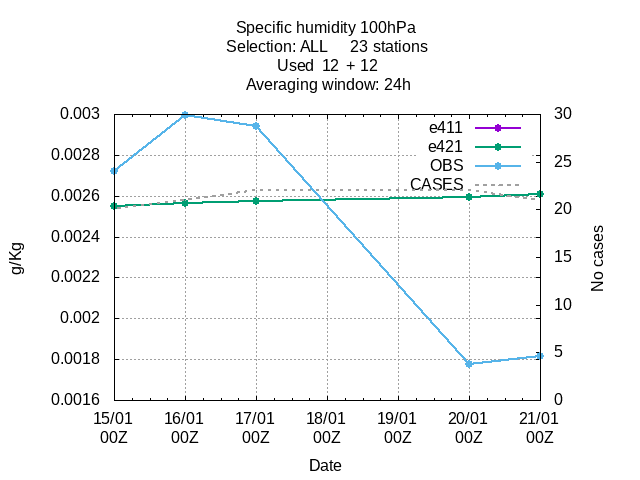 Specific humidity 100hPa
Selection: ALL 23 stations
Used 12 + 12
Averaging window: 24h
e411
e421
OBS
CASES
0.003
0.0028
0.0026
0.0024
0.0022
0.002
0.0018
0.0016
30
25
20
15
10
5
0
g/Kg
No cases
15/01 16/01 17/01 18/01 19/01 20/01 21/01
00Z 00Z 00Z 00Z 00Z 00Z 00Z
Date